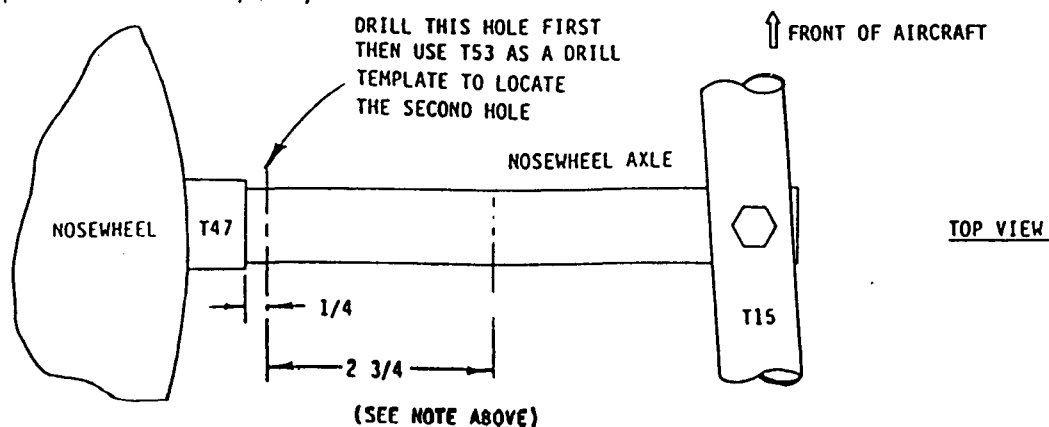 DRILL THIS HOLE FIRST
THEN USE T53 AS A DRILL
TEMPLATE TO LOCATE
THE SECOND HOLE
FRONT OF AIRCRAFT
NOSEWHEEL AXLE
NOSEWHEEL
T47
TOP VIEW
1/4
T15
2 3/4
(SEE NOTE ABOVE)